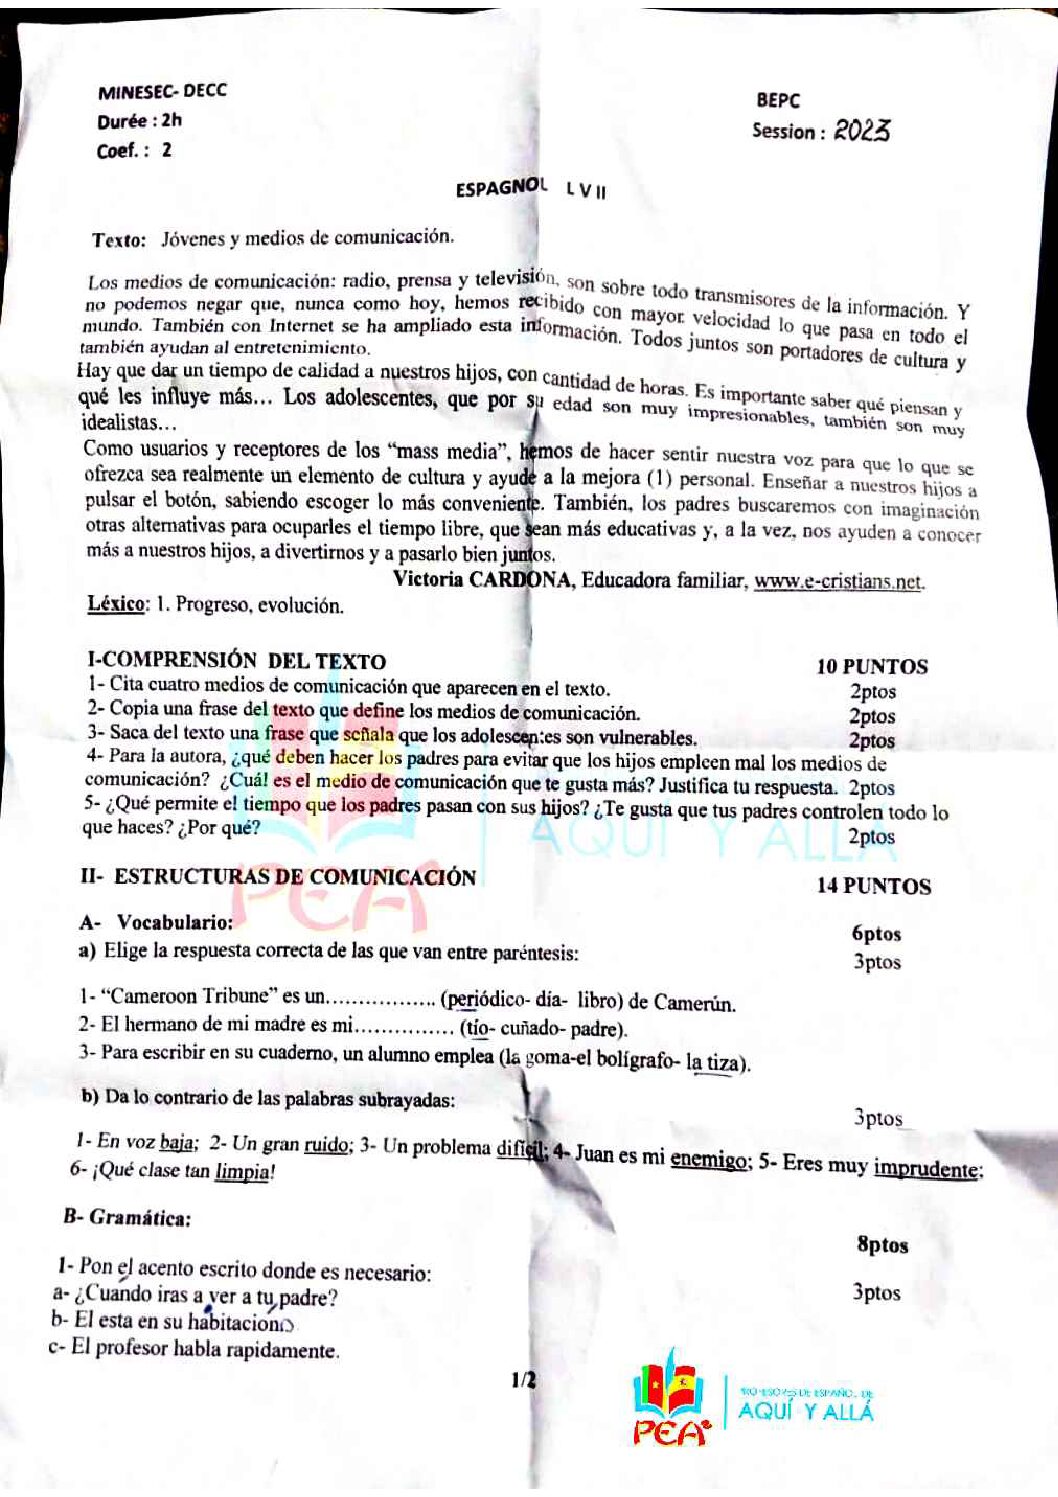 MINESEC- DECC
BEPC
Durée : 2h
Session : 2023
Coef. : 2
ESPAGNOL L V II
Texto: Jóvenes y medios de comunicación.
Los medios de comunicación: radio, prensa y televisión, son sobre todo transmisores de la información. Y
no podemos negar que, nunca como hoy, hemos recibido con mayor velocidad lo que pasa en todo el
mundo. También con Internet se ha ampliado esta información. Todos juntos son portadores de cultura y
también ayudan al entretenimiento.
Hay que dar un tiempo de calidad a nuestros hijos, con cantidad de horas. Es importante saber qué piensan y
qué les influye más... Los adolescentes, que por su edad son muy impresionables, también son muy
idealistas...
Como usuarios y receptores de los “mass media”, hemos de hacer sentir nuestra voz para que lo que se
ofrezca sea realmente un elemento de cultura y ayude a la mejora (1) personal. Enseñar a nuestros hijos a
pulsar el botón, sabiendo escoger lo más conveniente. También, los padres buscaremos con imaginación
otras alternativas para ocuparles el tiempo libre, que sean más educativas y, a la vez, nos ayuden a conocer
más a nuestros hijos, a divertirnos y a pasarlo bien juntos.
Victoria CARDONA, Educadora familiar, www.e-cristians.net.
Léxico: 1. Progreso, evolución.
I-COMPRENSIÓN DEL TEXTO 10 PUNTOS
1- Cita cuatro medios de comunicación que aparecen en el texto. 2ptos
2- Copia una frase del texto que define los medios de comunicación. 2ptos
3- Saca del texto una frase que señala que los adolescentes son vulnerables. 2ptos
4- Para la autora, ¿qué deben hacer los padres para evitar que los hijos empleen mal los medios de
comunicación? ¿Cuál es el medio de comunicación que te gusta más? Justifica tu respuesta. 2ptos
5- ¿Qué permite el tiempo que los padres pasan con sus hijos? ¿Te gusta que tus padres controlen todo lo
que haces? ¿Por qué? 2ptos
AQUÍ Y ALLÁ
PEA
II- ESTRUCTURAS DE COMUNICACIÓN 14 PUNTOS
A- Vocabulario: 6ptos
a) Elige la respuesta correcta de las que van entre paréntesis: 3ptos
1- “Cameroon Tribune” es un................. (periódico- día- libro) de Camerún.
2- El hermano de mi madre es mi............... (tío- cuñado- padre).
3- Para escribir en su cuaderno, un alumno emplea (la goma-el bolígrafo- la tiza).
b) Da lo contrario de las palabras subrayadas: 3ptos
1- En voz baja; 2- Un gran ruido; 3- Un problema difícil; 4- Juan es mi enemigo; 5- Eres muy imprudente;
6- ¡Qué clase tan limpia!
B- Gramática: 8ptos
1- Pon el acento escrito donde es necesario: 3ptos
a- ¿Cuando iras a ver a tu padre?
b- El esta en su habitacion
c- El profesor habla rapidamente.
1/2
PEA
AQUÍ Y ALLÁ